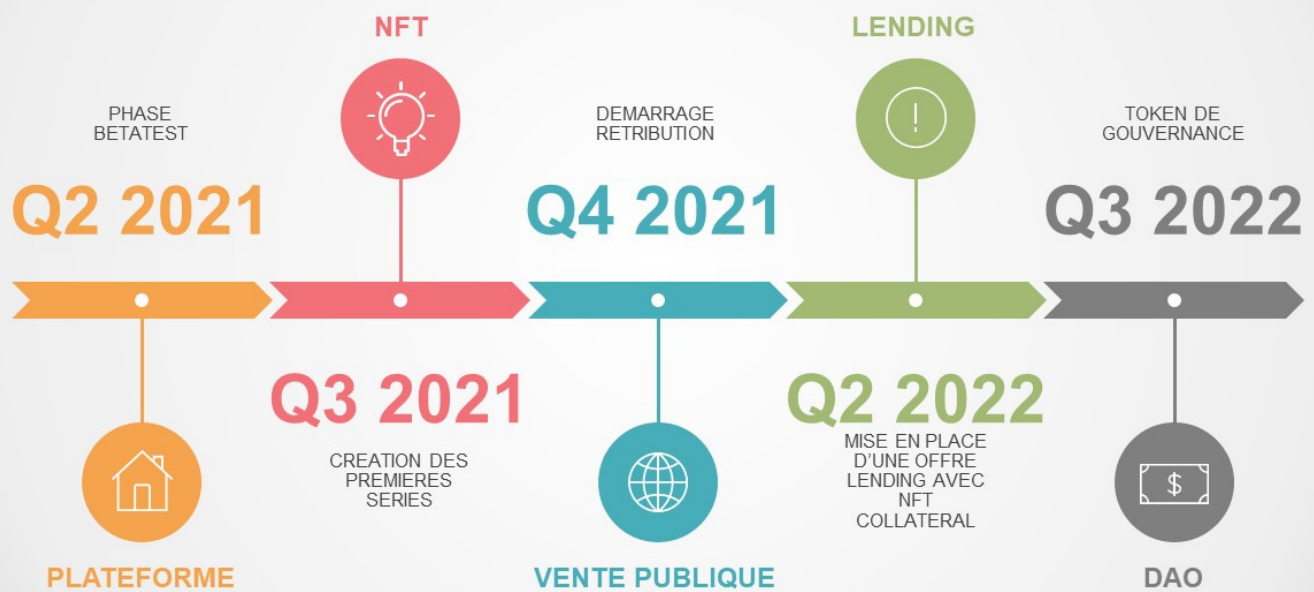 NFT
LENDING
PHASE
BETATEST
DEMARRAGE
RETRIBUTION
TOKEN DE
GOUVERNANCE
Q2 2021
Q4 2021
Q3 2022
Q3 2021
Q2 2022
CREATION DES
PREMIERES
SERIES
MISE EN PLACE
D'UNE OFFRE
LENDING AVEC
NFT
COLLATERAL
$
PLATEFORME
VENTE PUBLIQUE
DAO